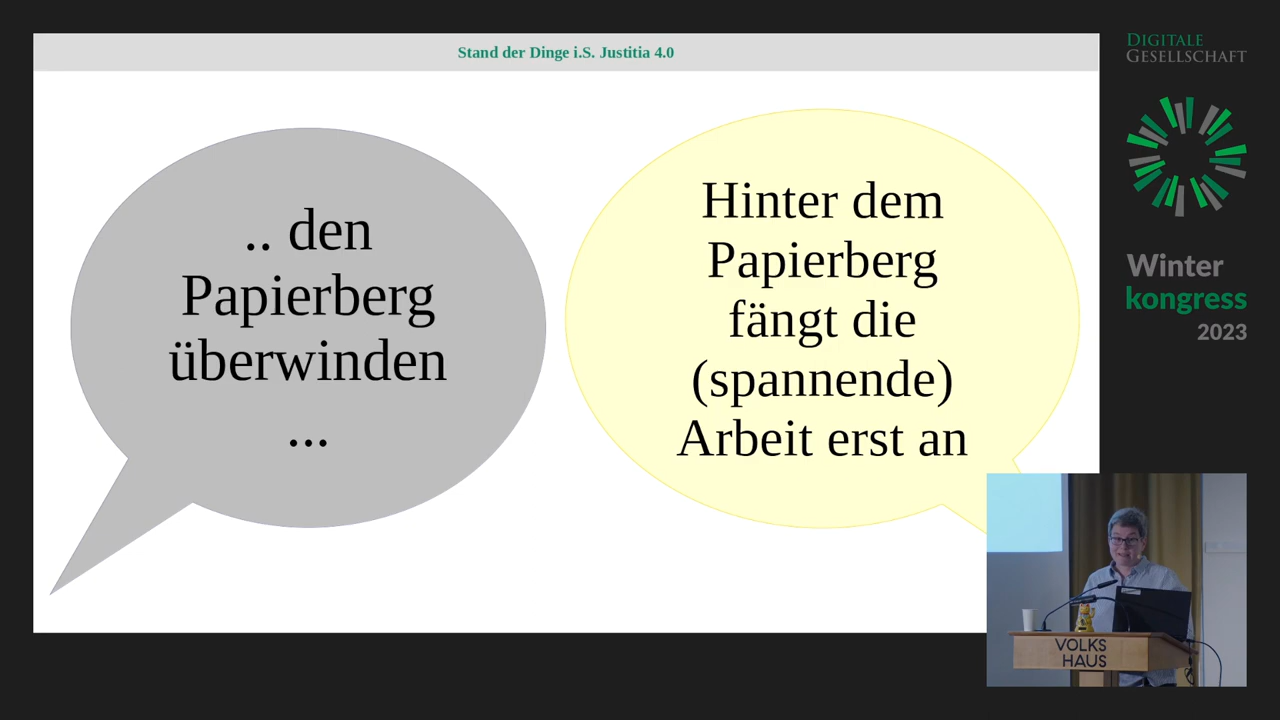 Stand der Dinge i.S. Justitia 4.0
.. den
Papierberg
überwinden
...
Hinter dem
Papierberg
fängt die
(spannende)
Arbeit erst an
DIGITALE
GESELLSCHAFT
Winter
kongress
2023
VOLKS
HAUS